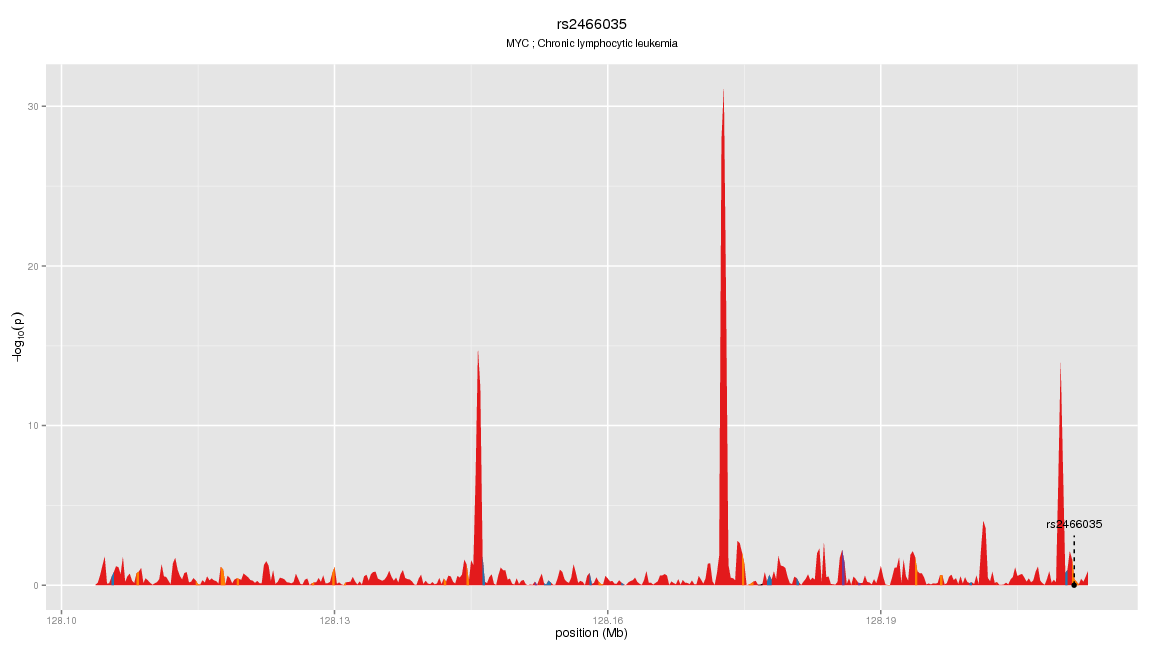 rs2466035
MYC ; Chronic lymphocytic leukemia
30
20
10
0
−log10(p)
rs2466035
128.10
128.13
128.16
128.19
position (Mb)